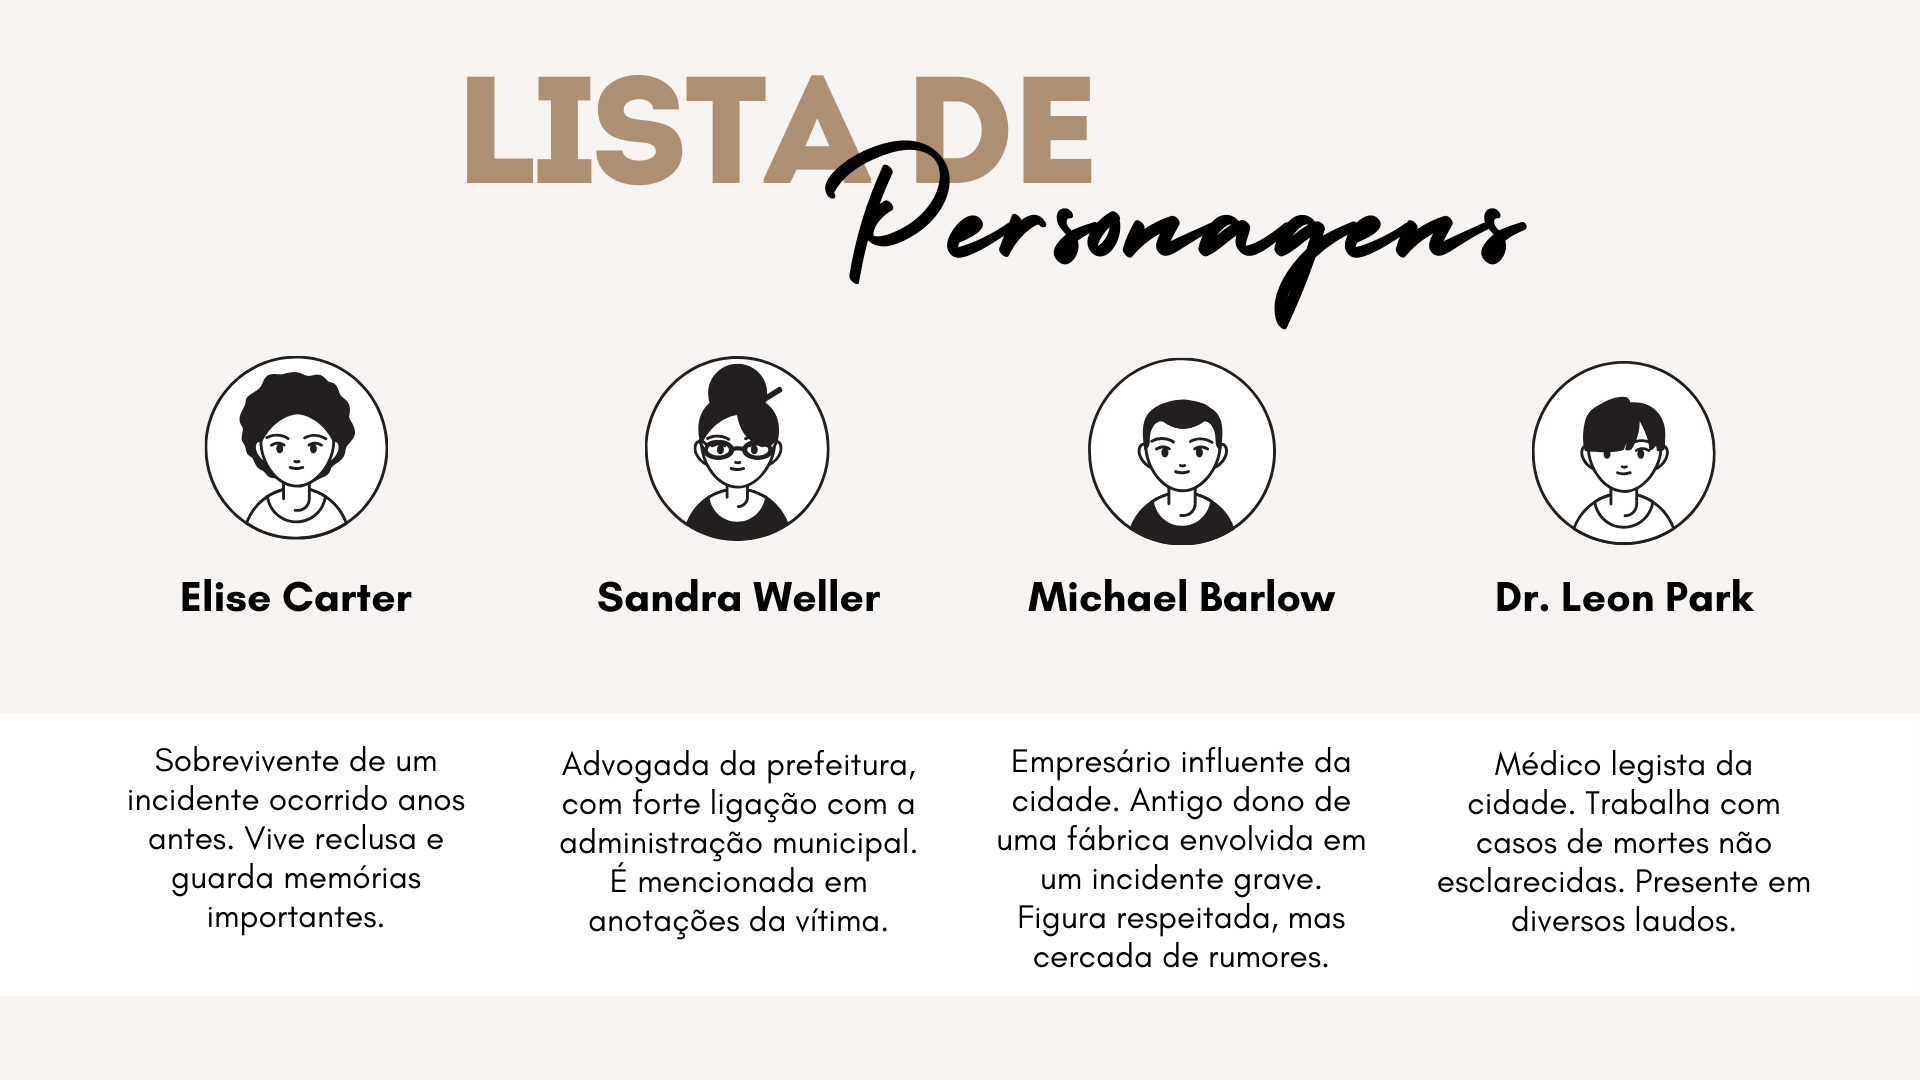 LISTA DE
Personagens
Elise Carter
Sandra Weller
Michael Barlow
Dr. Leon Park
Sobrevivente de um
incidente ocorrido anos
antes. Vive reclusa e
guarda memórias
importantes.
Advogada da prefeitura,
com forte ligação com a
administração municipal.
É mencionada em
anotações da vítima.
Empresário influente da
cidade. Antigo dono de
uma fábrica envolvida em
um incidente grave.
Figura respeitada, mas
cercada de rumores.
Médico legista da
cidade. Trabalha com
casos de mortes não
esclarecidas. Presente em
diversos laudos.